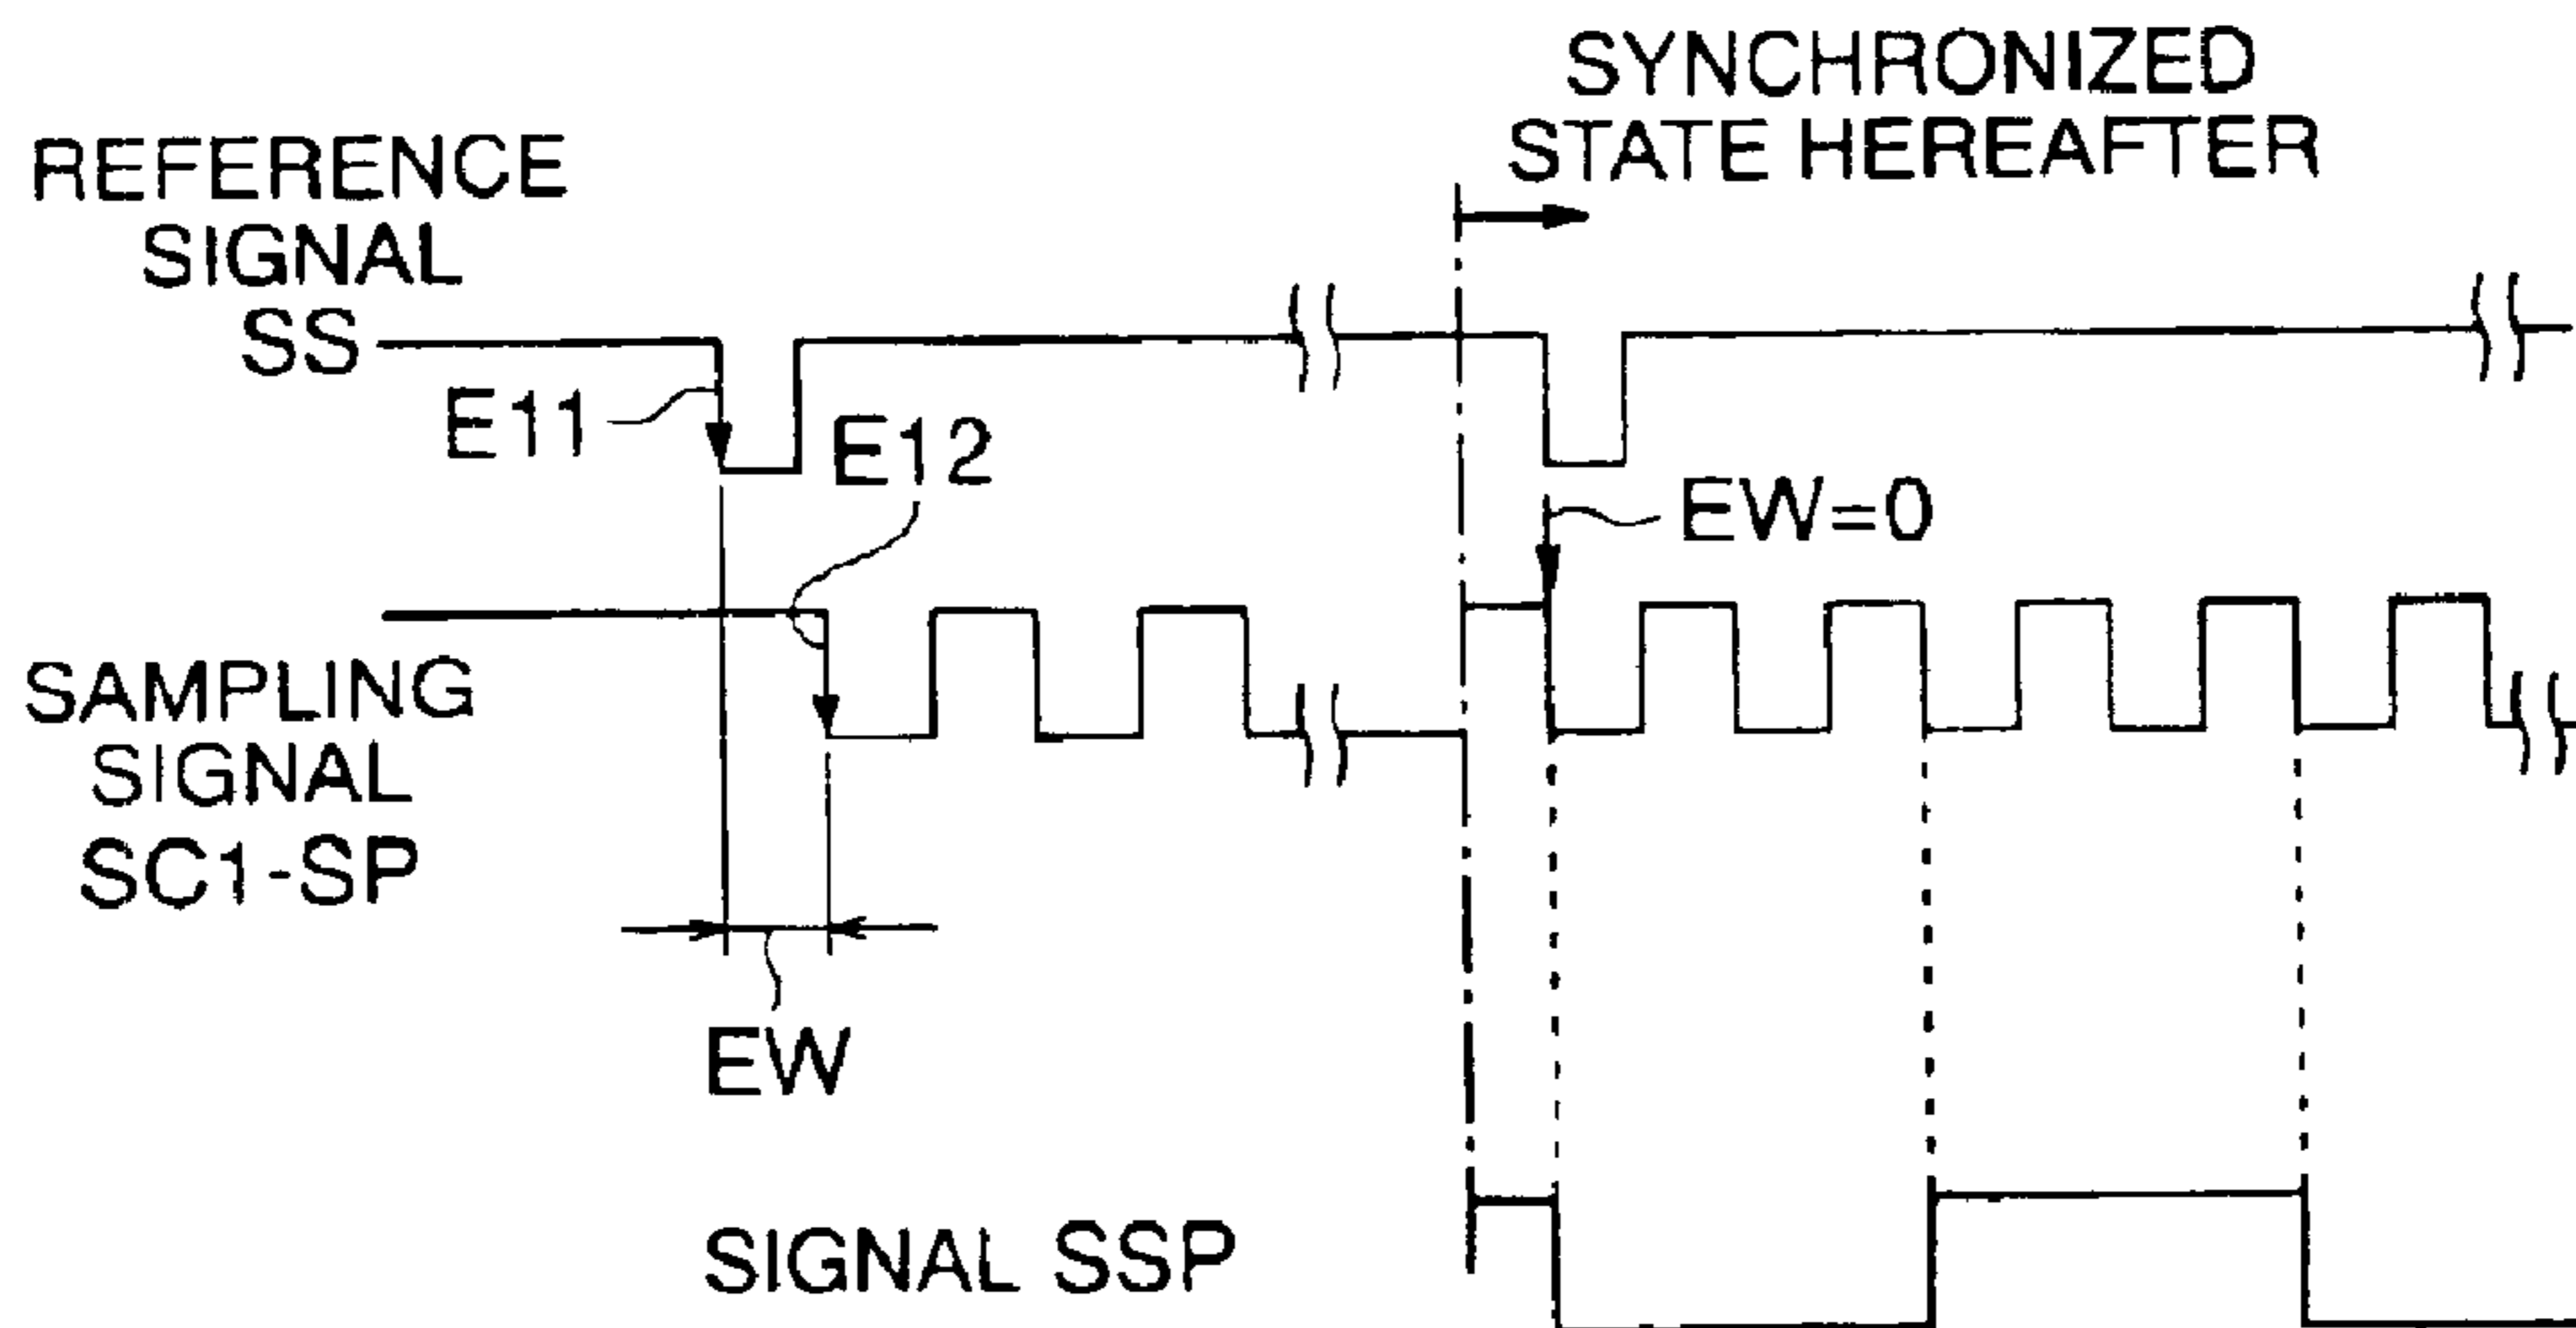 SYNCHRONIZED
STATE HEREAFTER
REFERENCE
SIGNAL
SS
E11
E12
EW=0
SAMPLING
SIGNAL
SC1-SP
EW
SIGNAL SSP